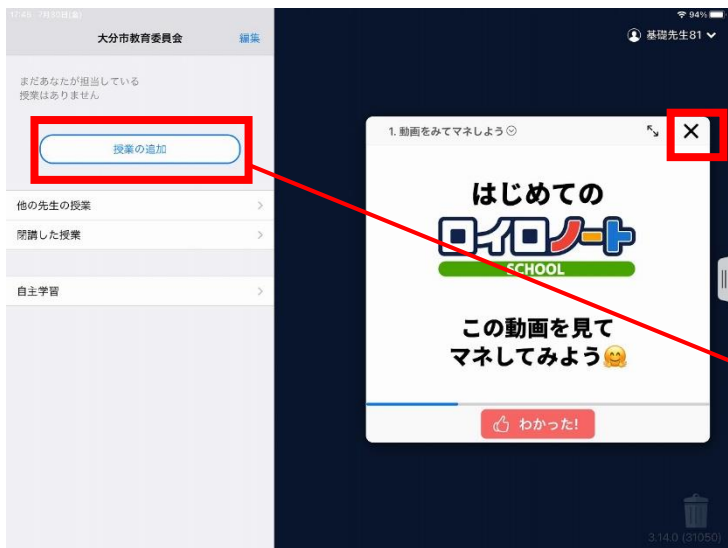 17:48 7月30日(金)
94%
大分市教育委員会
編集
基礎先生81
まだあなたが担当している
授業はありません
授業の追加
他の先生の授業
閉講した授業
自主学習
1. 動画をみてマネしよう
はじめての
ロイロノート
SCHOOL
この動画を見て
マネしてみよう🤗
わかった!
3.14.0 (31050)